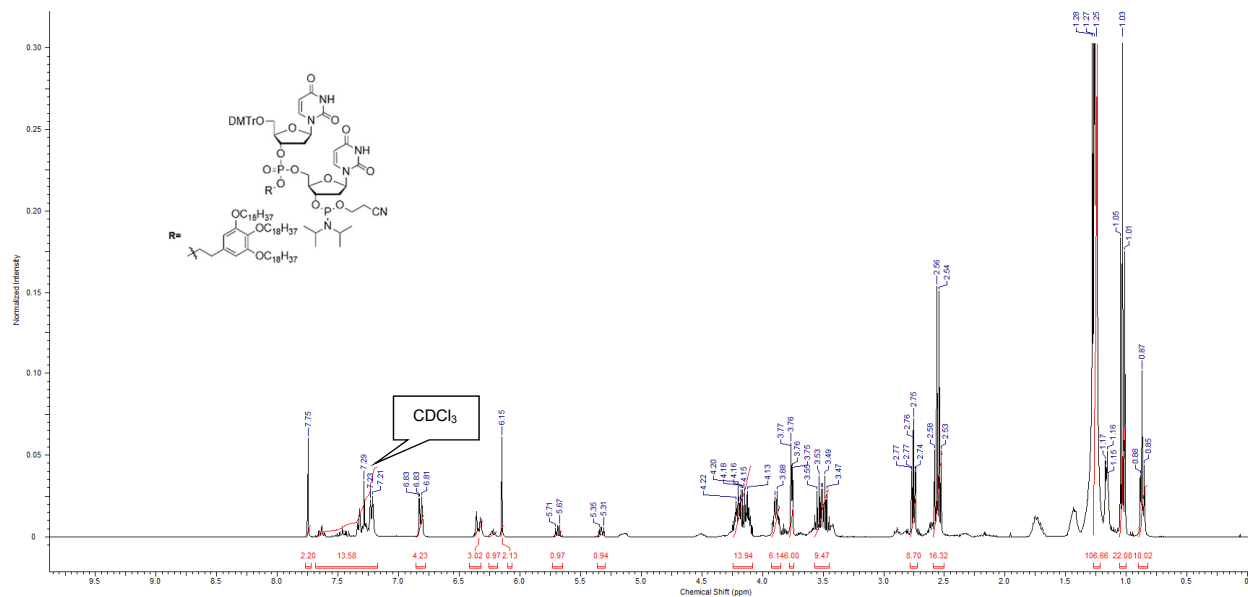 1.28
1.27
1.25
1.03
0.30
0.25
0.20
0.15
0.10
0.05
0
Normalized Intensity
O
NH
N
O
DMTrO
O
O
O
NH
O=P-O
O
N
O
R
O
O
P
O
CN
N
R=
OC18H37
OC18H37
OC18H37
CDCl3
7.75
7.29
7.23
7.21
6.83
6.83
6.81
6.15
5.71
5.67
5.35
5.31
4.22
4.20
4.18
4.16
4.15
4.13
3.88
3.77
3.76
3.76
3.75
3.55
3.53
3.49
3.47
2.77
2.77
2.76
2.75
2.74
2.58
2.56
2.54
2.53
1.17
1.16
1.15
1.05
1.01
0.88
0.87
0.85
2.20 13.58 4.23 3.02 0.97 2.13 0.97 0.94 13.94 6.14 6.00 9.47 8.70 16.32 106.66 22.08 10.02
9.5 9.0 8.5 8.0 7.5 7.0 6.5 6.0 5.5 5.0 4.5 4.0 3.5 3.0 2.5 2.0 1.5 1.0 0.5 0
Chemical Shift (ppm)